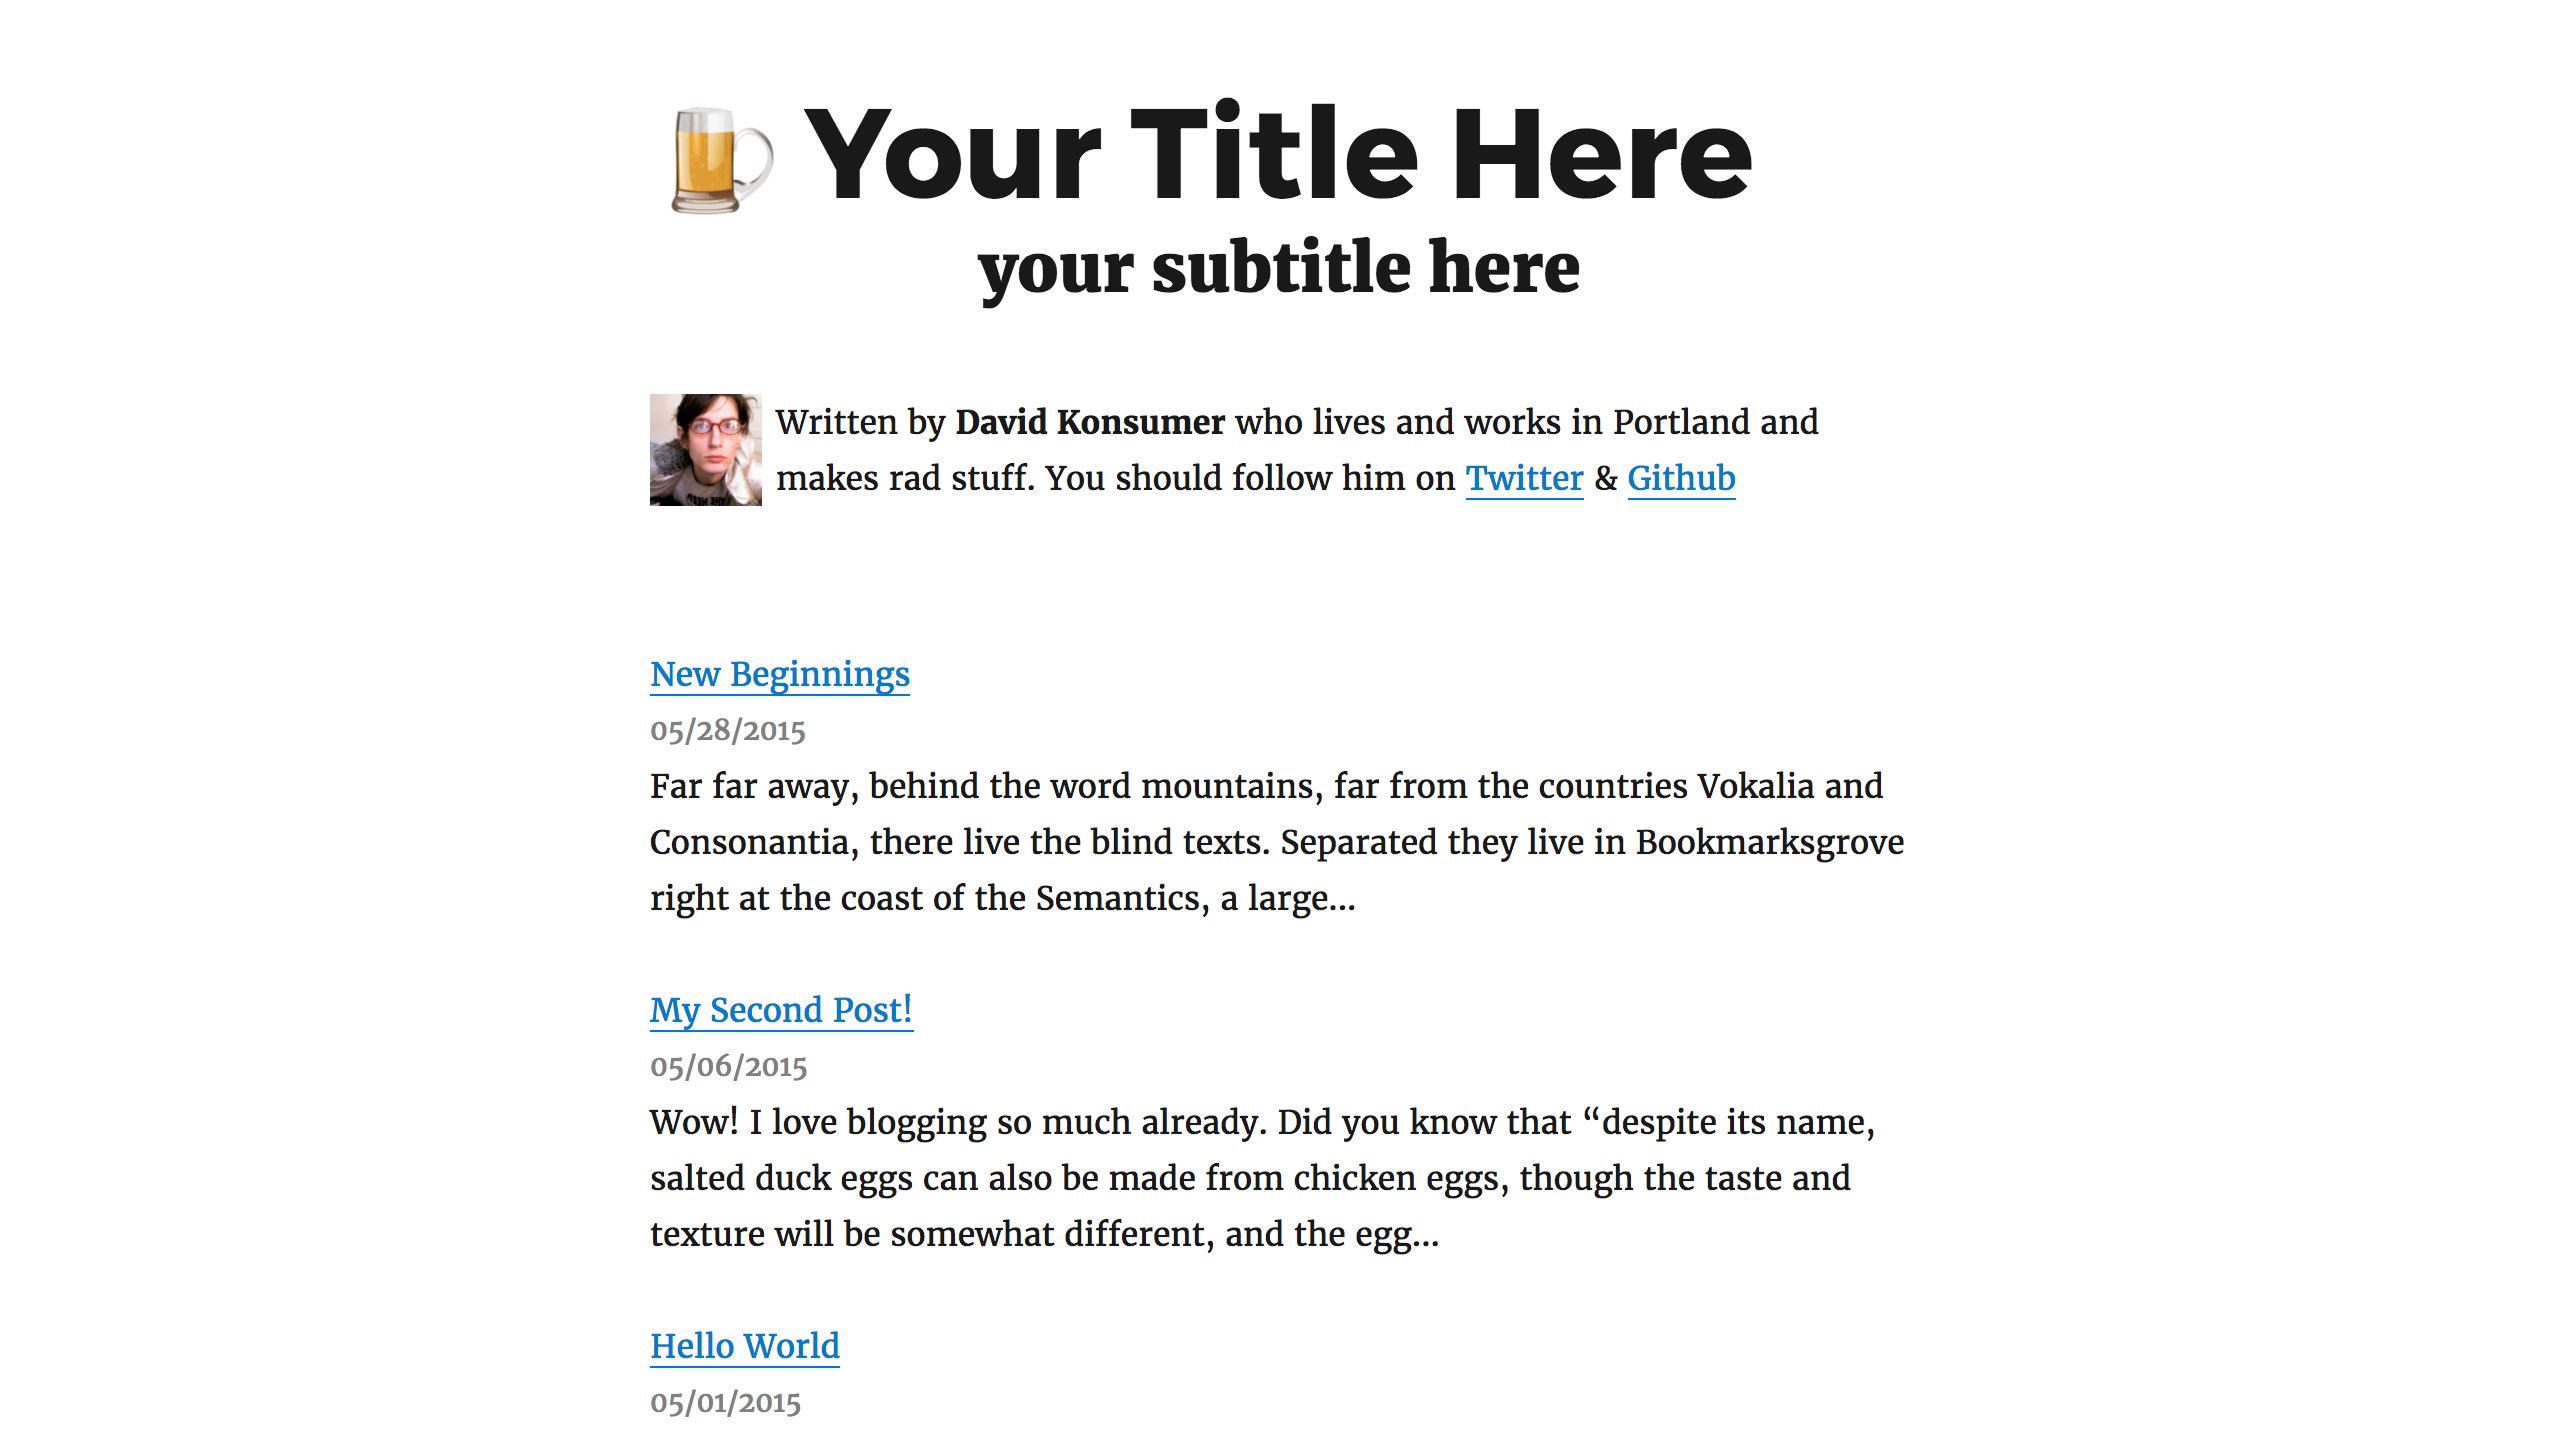 Your Title Here
your subtitle here
Written by David Konsumer who lives and works in Portland and
makes rad stuff. You should follow him on Twitter & Github
New Beginnings
05/28/2015
Far far away, behind the word mountains, far from the countries Vokalia and
Consonantia, there live the blind texts. Separated they live in Bookmarksgrove
right at the coast of the Semantics, a large…
My Second Post!
05/06/2015
Wow! I love blogging so much already. Did you know that “despite its name,
salted duck eggs can also be made from chicken eggs, though the taste and
texture will be somewhat different, and the egg…
Hello World
05/01/2015